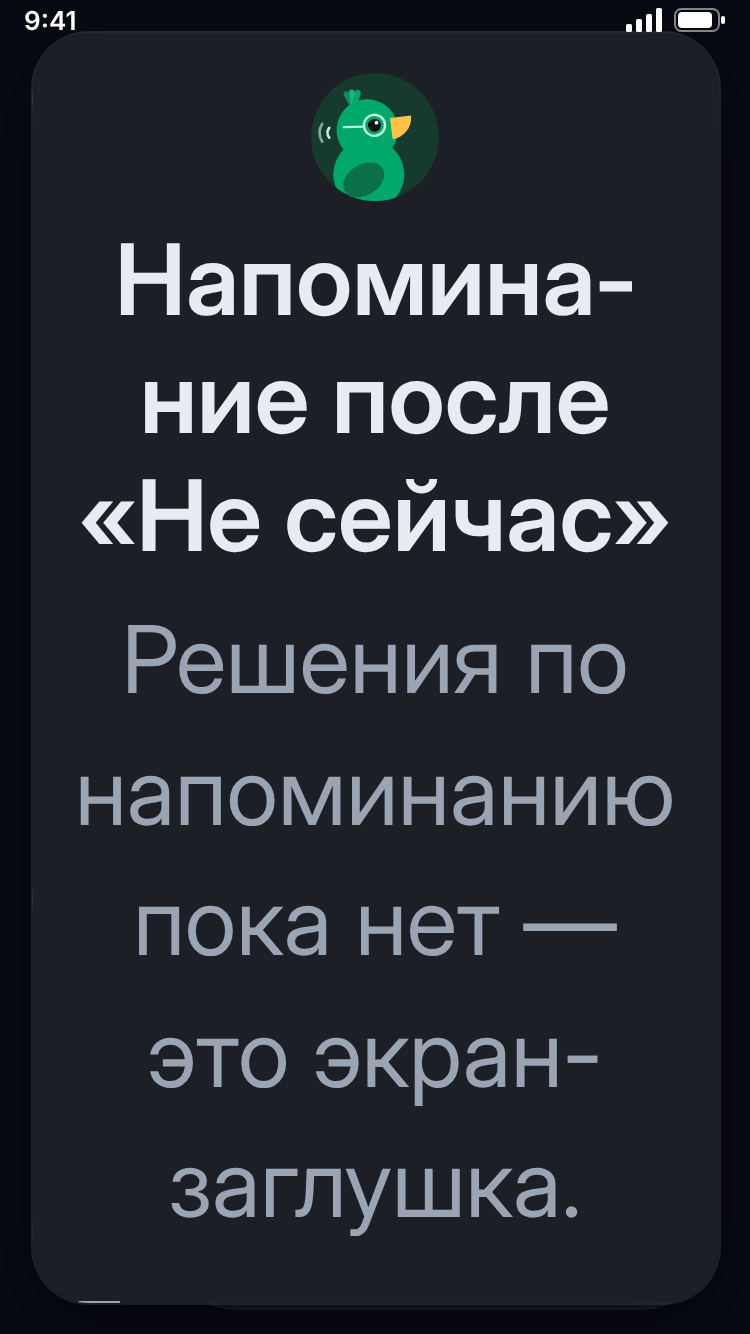 9:41
Напомина-
ние после
«Не сейчас»
Решения по
напоминанию
пока нет —
это экран-
заглушка.